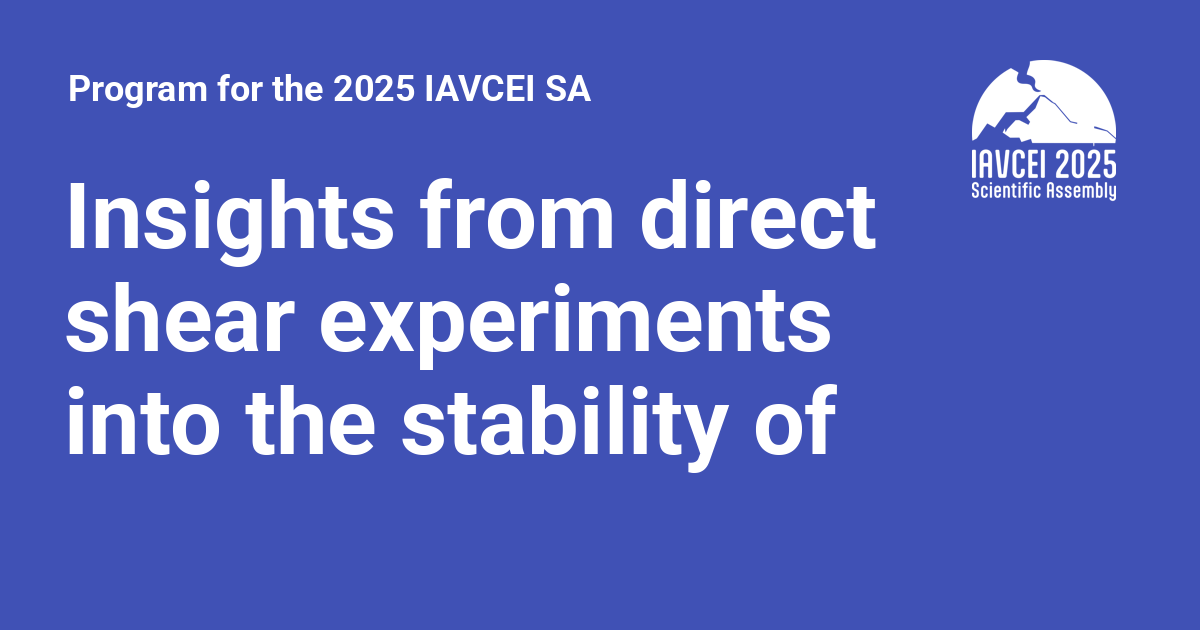 Program for the 2025 IAVCEI SA
IAVCEI 2025
Scientific Assembly
Insights from direct
shear experiments
into the stability of